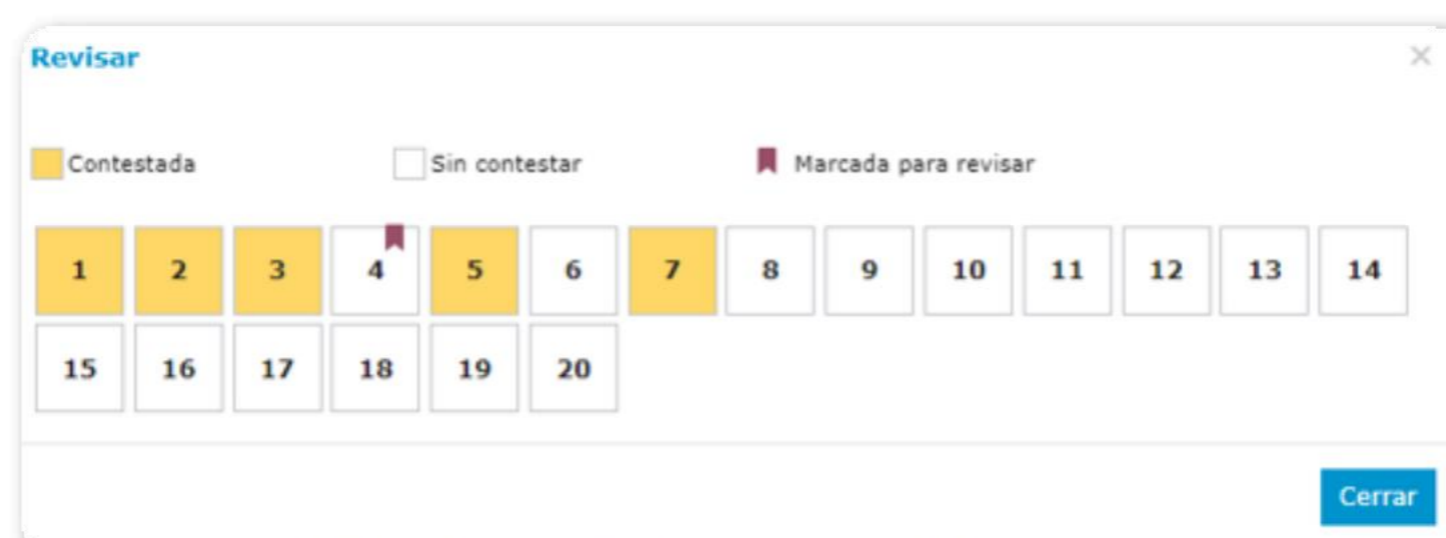 Revisar
Contestada Sin contestar Marcada para revisar
1 2 3 4 5 6 7 8 9 10 11 12 13 14
15 16 17 18 19 20
Cerrar